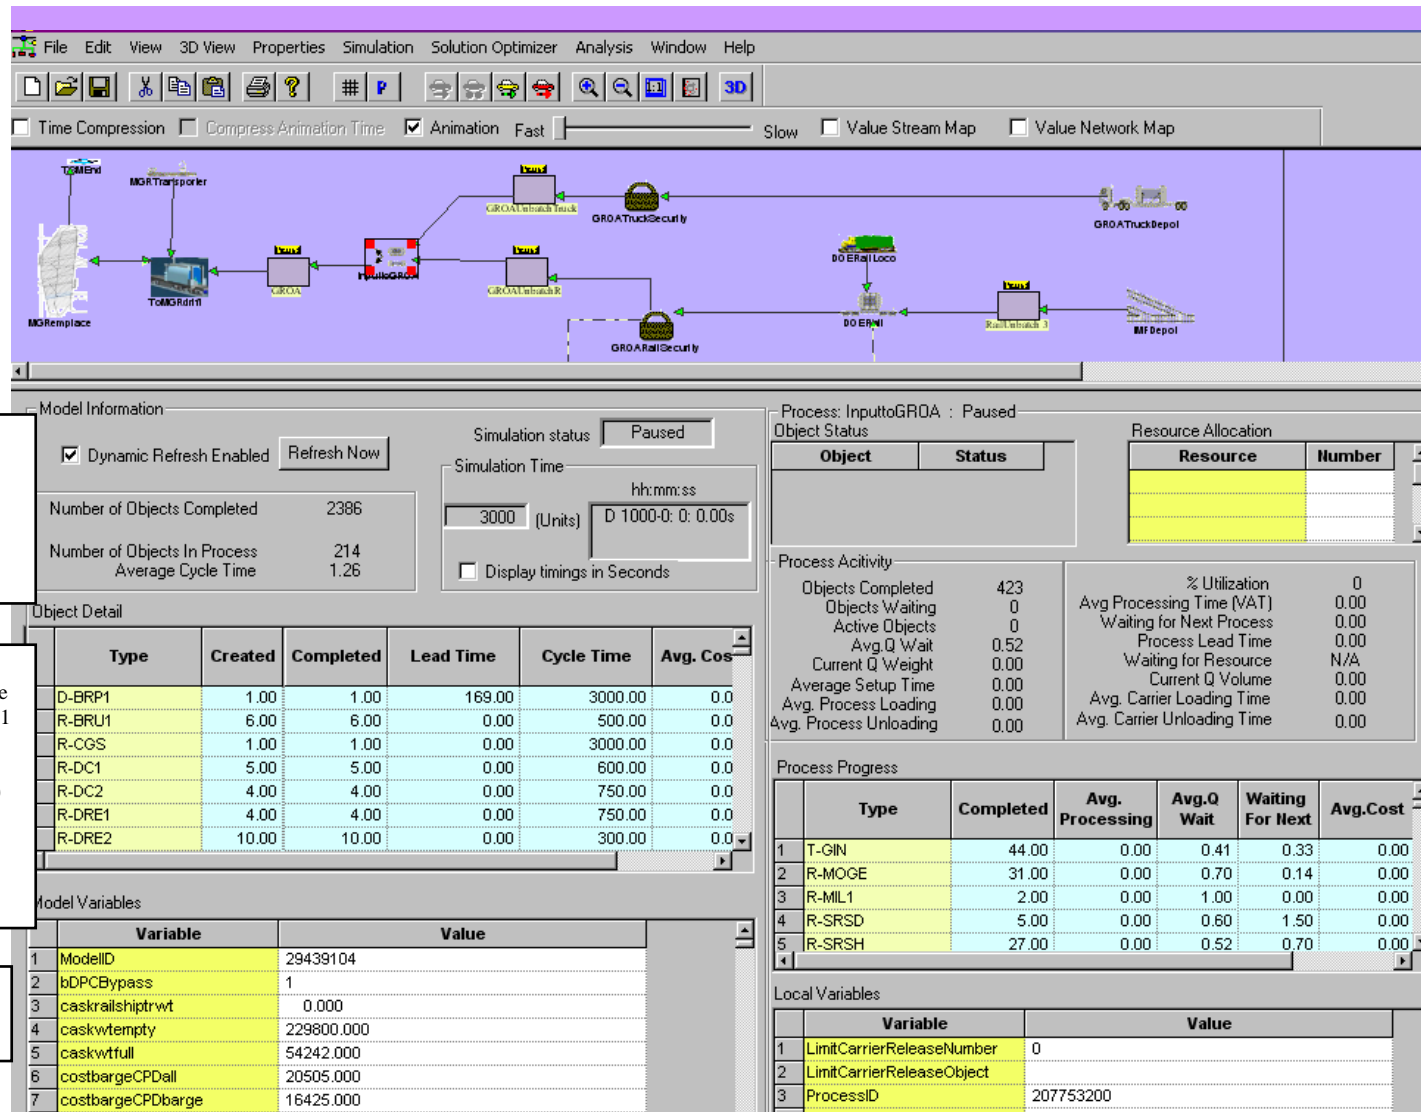 File Edit View 3D View Properties Simulation Solution Optimizer Analysis Window Help
# P 1:1 3D
Time Compression Compress Animation Time Animation Fast Slow Value Stream Map Value Network Map
ToMEnd
MGRTransporter
GROAUnbatchTruck
GROATruckSecurity
GROATruckDepot
DOERailLoco
InputtoGROA
GROA
GROAUnbatchR
ToMGRdrift
MGRemplace
DOERail
RailUnbatch 3
IMFDepot
GROARailSecurity
Model Information
Dynamic Refresh Enabled Refresh Now
Simulation status Paused
Simulation Time
hh:mm:ss
3000 (Units) D 1000-0: 0: 0.00s
Display timings in Seconds
Number of Objects Completed 2386
Number of Objects In Process 214
Average Cycle Time 1.26
Object Detail
Type Created Completed Lead Time Cycle Time Avg. Cos
D-BRP1 1.00 1.00 169.00 3000.00 0.0
R-BRU1 6.00 6.00 0.00 500.00 0.0
R-CGS 1.00 1.00 0.00 3000.00 0.0
R-DC1 5.00 5.00 0.00 600.00 0.0
R-DC2 4.00 4.00 0.00 750.00 0.0
R-DRE1 4.00 4.00 0.00 750.00 0.0
R-DRE2 10.00 10.00 0.00 300.00 0.0
e
1
Model Variables
Variable Value
1 ModelID 29439104
2 bDPCBypass 1
3 caskrailshiptrwt 0.000
4 caskwtempty 229800.000
5 caskwtfull 54242.000
6 costbargeCPDall 20505.000
7 costbargeCPDbarge 16425.000
Process: InputtoGROA : Paused
Object Status Resource Allocation
Object Status Resource Number
Process Acitivity
Objects Completed 423
Objects Waiting 0
Active Objects 0
Avg.Q Wait 0.52
Current Q Weight 0.00
Average Setup Time 0.00
Avg. Process Loading 0.00
Avg. Process Unloading 0.00
% Utilization 0
Avg Processing Time (VAT) 0.00
Waiting for Next Process 0.00
Process Lead Time 0.00
Waiting for Resource N/A
Current Q Volume 0.00
Avg. Carrier Loading Time 0.00
Avg. Carrier Unloading Time 0.00
Process Progress
Type Completed Avg. Processing Avg.Q Wait Waiting For Next Avg.Cost
1 T-GIN 44.00 0.00 0.41 0.33 0.00
2 R-MOGE 31.00 0.00 0.70 0.14 0.00
3 R-MIL1 2.00 0.00 1.00 0.00 0.00
4 R-SRSD 5.00 0.00 0.60 1.50 0.00
5 R-SRSH 27.00 0.00 0.52 0.70 0.00
Local Variables
Variable Value
1 LimitCarrierReleaseNumber 0
2 LimitCarrierReleaseObject
3 ProcessID 207753200